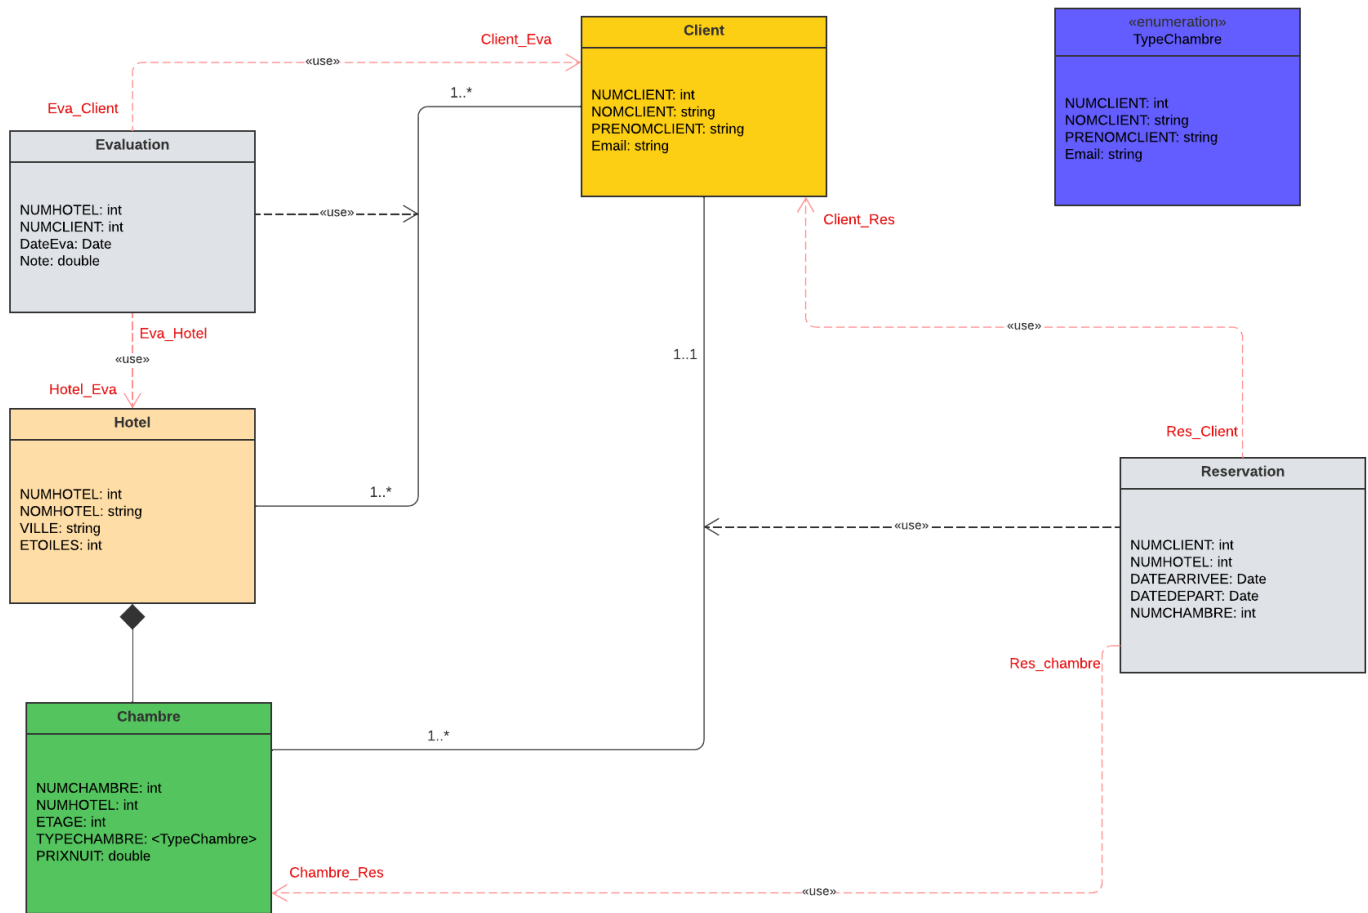 Client_Eva
«use»
Eva_Client
1..*
Client
NUMCLIENT: int
NOMCLIENT: string
PRENOMCLIENT: string
Email: string
«enumeration»
TypeChambre
NUMCLIENT: int
NOMCLIENT: string
PRENOMCLIENT: string
Email: string
Evaluation
NUMHOTEL: int
NUMCLIENT: int
DateEva: Date
Note: double
«use»
Client_Res
«use»
Eva_Hotel
«use»
Hotel_Eva
1..1
Hotel
NUMHOTEL: int
NOMHOTEL: string
VILLE: string
ETOILES: int
1..*
Res_Client
Reservation
NUMCLIENT: int
NUMHOTEL: int
DATEARRIVEE: Date
DATEDEPART: Date
NUMCHAMBRE: int
«use»
Res_chambre
Chambre
NUMCHAMBRE: int
NUMHOTEL: int
ETAGE: int
TYPECHAMBRE: <TypeChambre>
PRIXNUIT: double
1..*
Chambre_Res
«use»